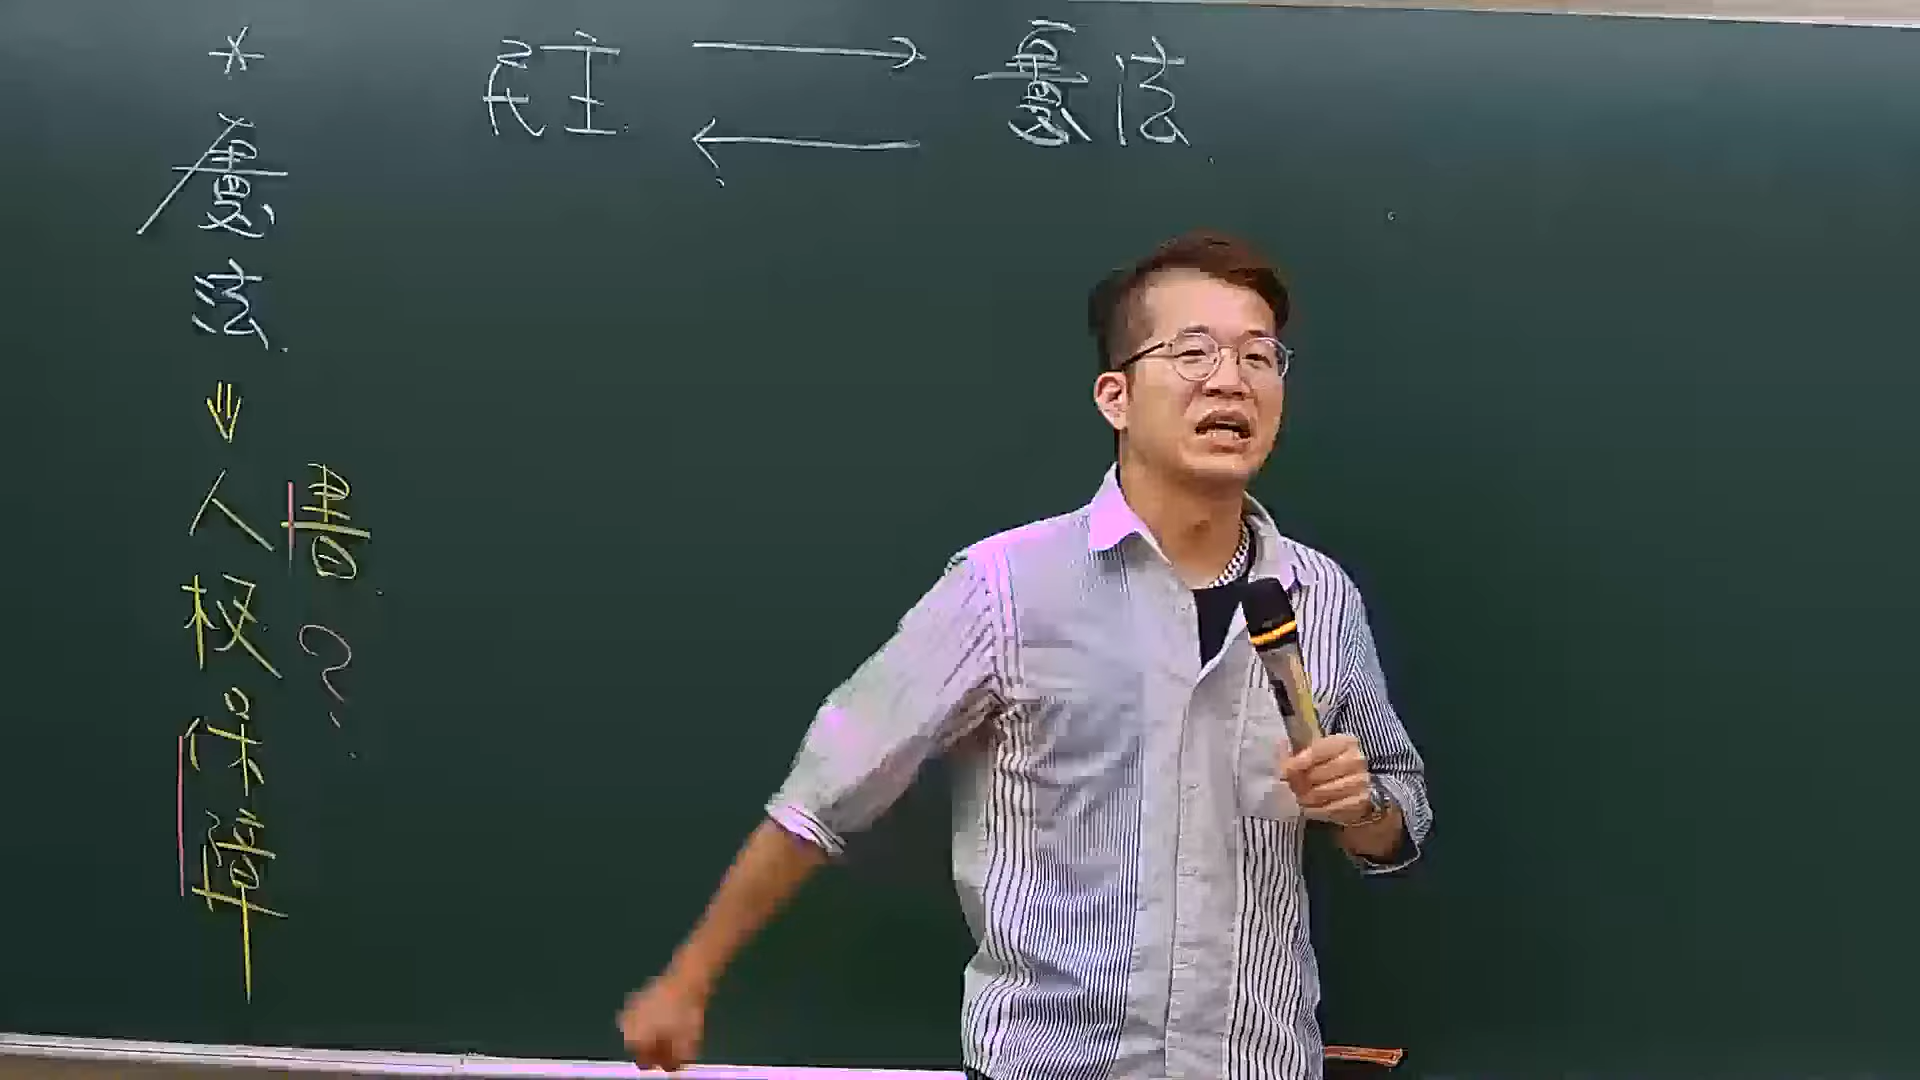 民主 → 憲法
←
* 憲法
⇓
人權保障
書?